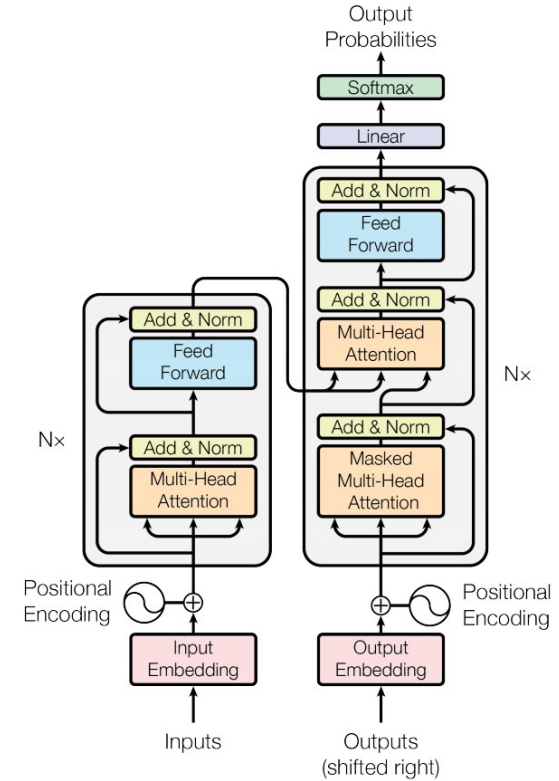 Output
Probabilities
Softmax
Linear
Add & Norm
Feed
Forward
Add & Norm
Multi-Head
Attention
Add & Norm
Masked
Multi-Head
Attention
N×
Add & Norm
Feed
Forward
Add & Norm
Multi-Head
Attention
N×
Positional
Encoding
Positional
Encoding
Input
Embedding
Output
Embedding
Inputs
Outputs
(shifted right)